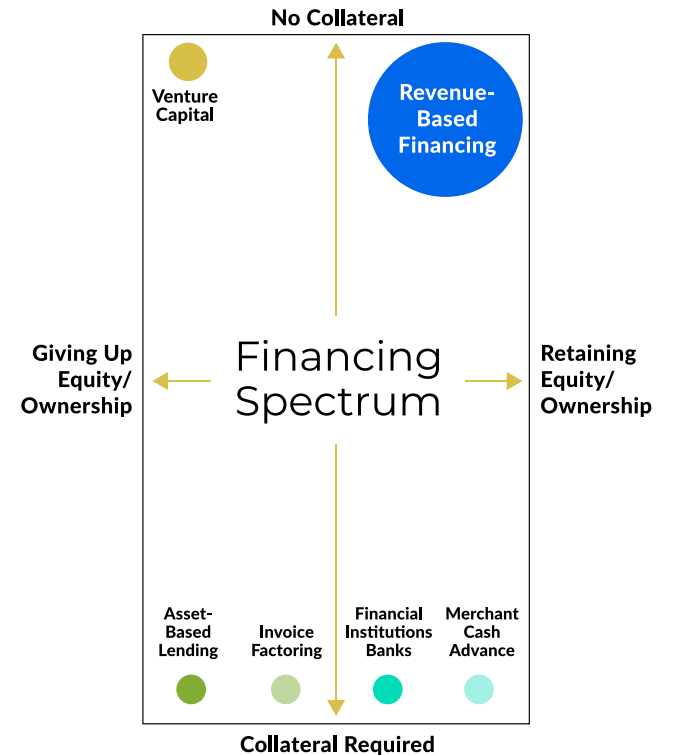 No Collateral
Venture
Capital
Revenue-
Based
Financing
Giving Up
Equity/
Ownership
Financing
Spectrum
Retaining
Equity/
Ownership
Asset-
Based
Lending
Invoice
Factoring
Financial
Institutions
Banks
Merchant
Cash
Advance
Collateral Required